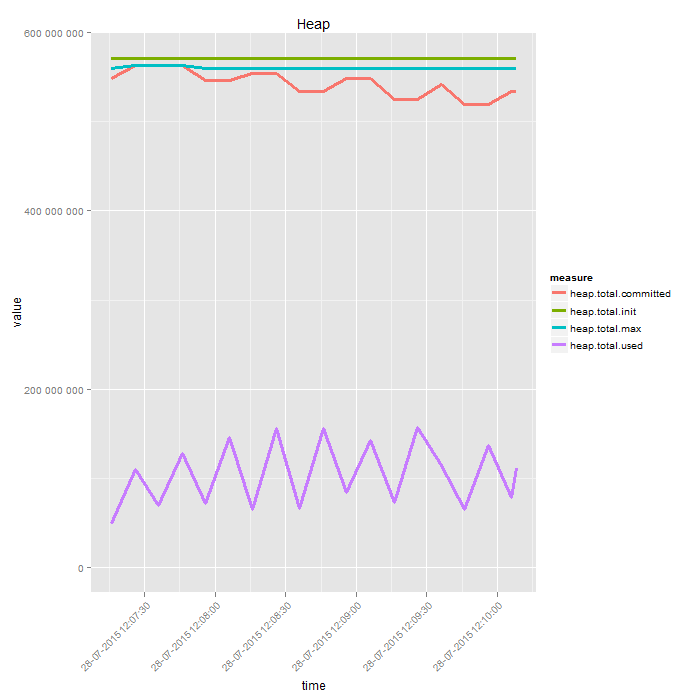 Heap
600 000 000
400 000 000
200 000 000
0
value
28-07-2015 12:07:30
28-07-2015 12:08:00
28-07-2015 12:08:30
28-07-2015 12:09:00
28-07-2015 12:09:30
28-07-2015 12:10:00
time
measure
heap.total.committed
heap.total.init
heap.total.max
heap.total.used